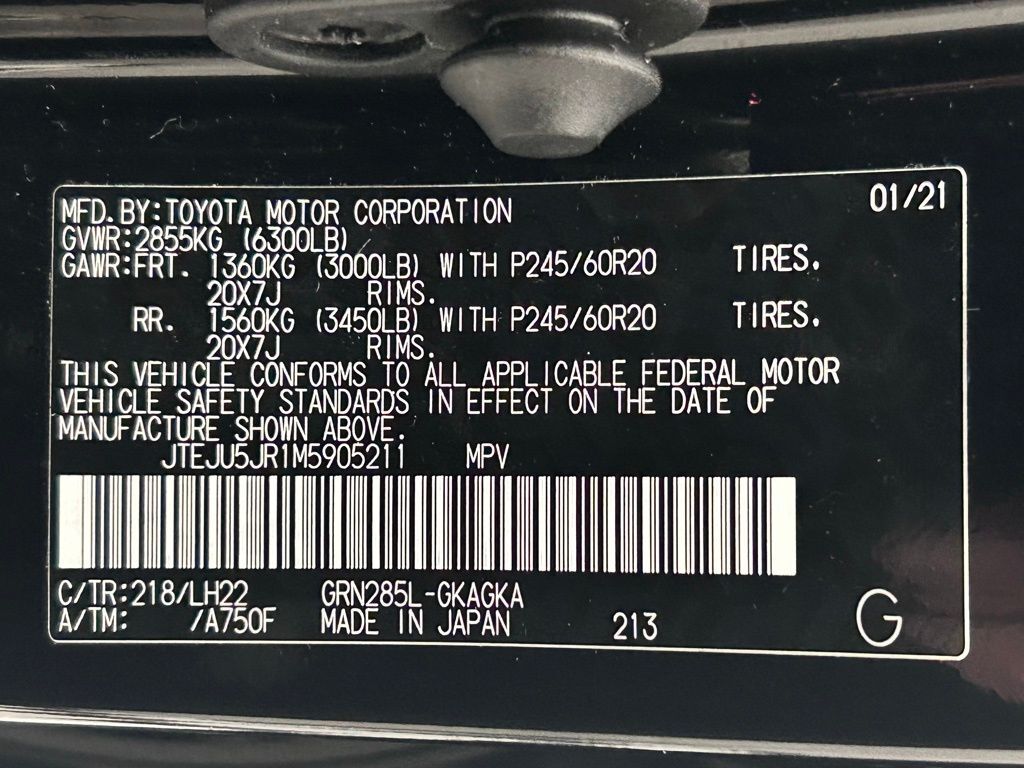 01/21
MFD.BY:TOYOTA MOTOR CORPORATION
GVWR:2855KG (6300LB)
GAWR:FRT. 1360KG (3000LB) WITH P245/60R20 TIRES.
20X7J RIMS.
RR. 1560KG (3450LB) WITH P245/60R20 TIRES.
20X7J RIMS.
THIS VEHICLE CONFORMS TO ALL APPLICABLE FEDERAL MOTOR
VEHICLE SAFETY STANDARDS IN EFFECT ON THE DATE OF
MANUFACTURE SHOWN ABOVE.
JTEJU5JR1M5905211 MPV
C/TR:218/LH22 GRN285L-GKAGKA
A/TM: /A750F MADE IN JAPAN 213 G